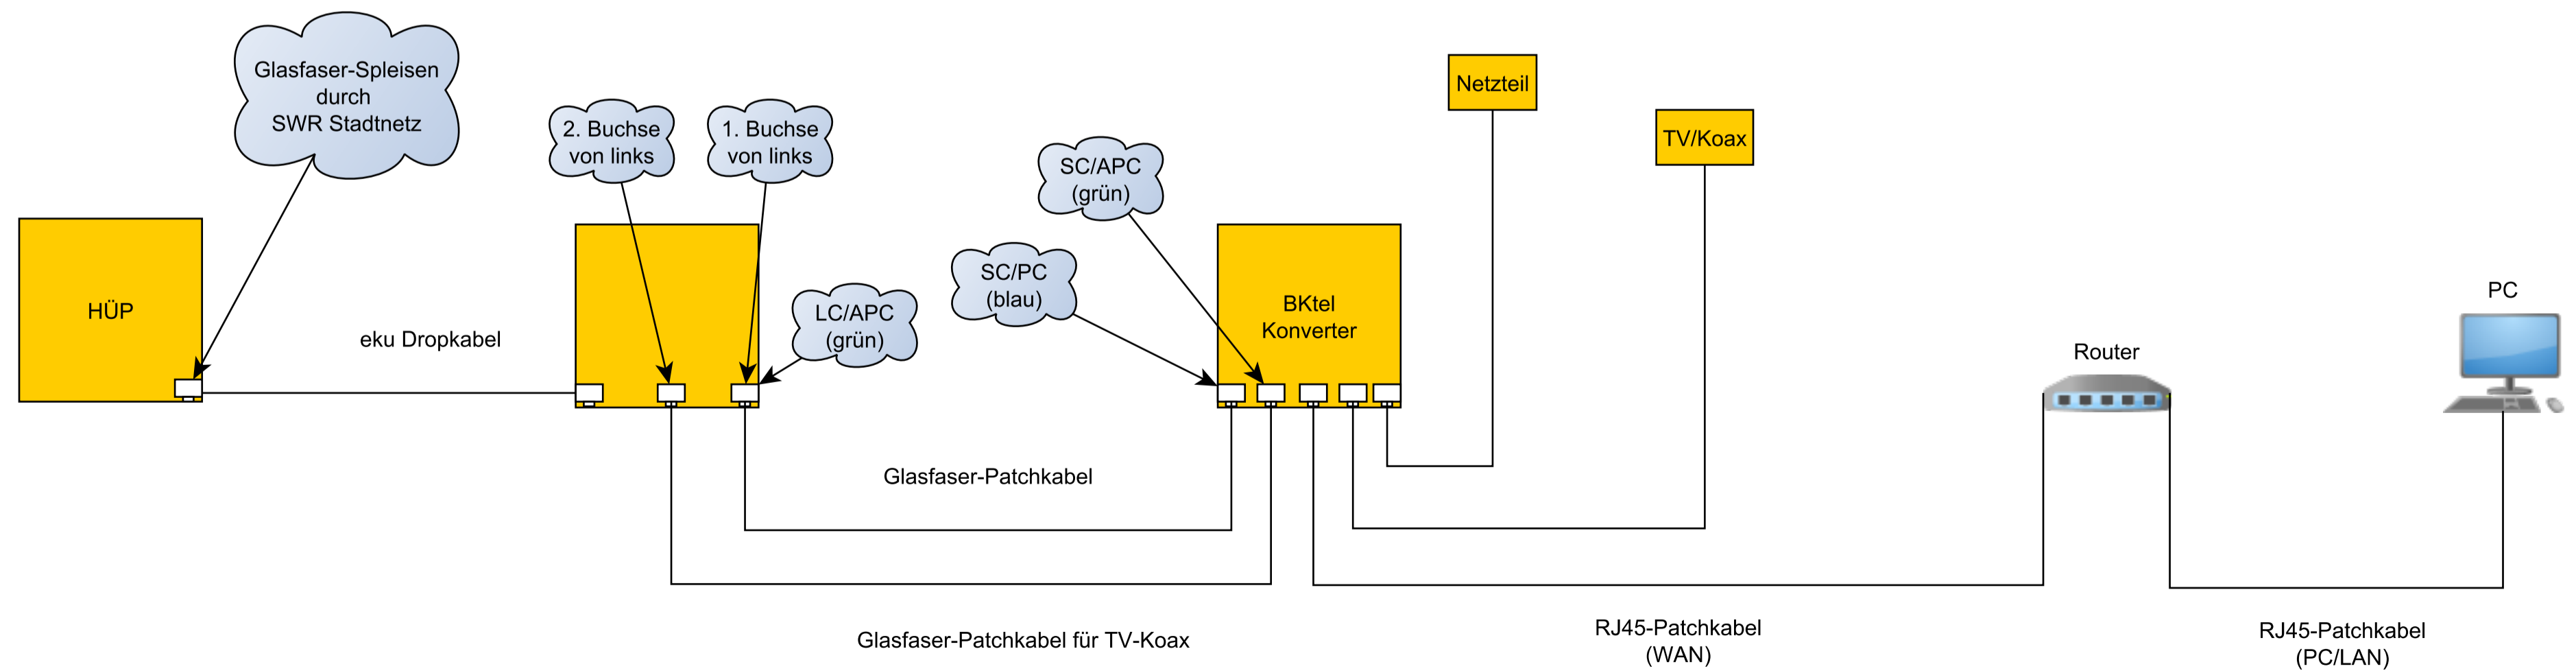 Glasfaser-Spleisen
durch
SWR Stadtnetz
2. Buchse
von links
1. Buchse
von links
Netzteil
TV/Koax
SC/APC
(grün)
SC/PC
(blau)
LC/APC
(grün)
HÜP
eku Dropkabel
BKtel
Konverter
PC
Router
Glasfaser-Patchkabel
Glasfaser-Patchkabel für TV-Koax
RJ45-Patchkabel
(WAN)
RJ45-Patchkabel
(PC/LAN)